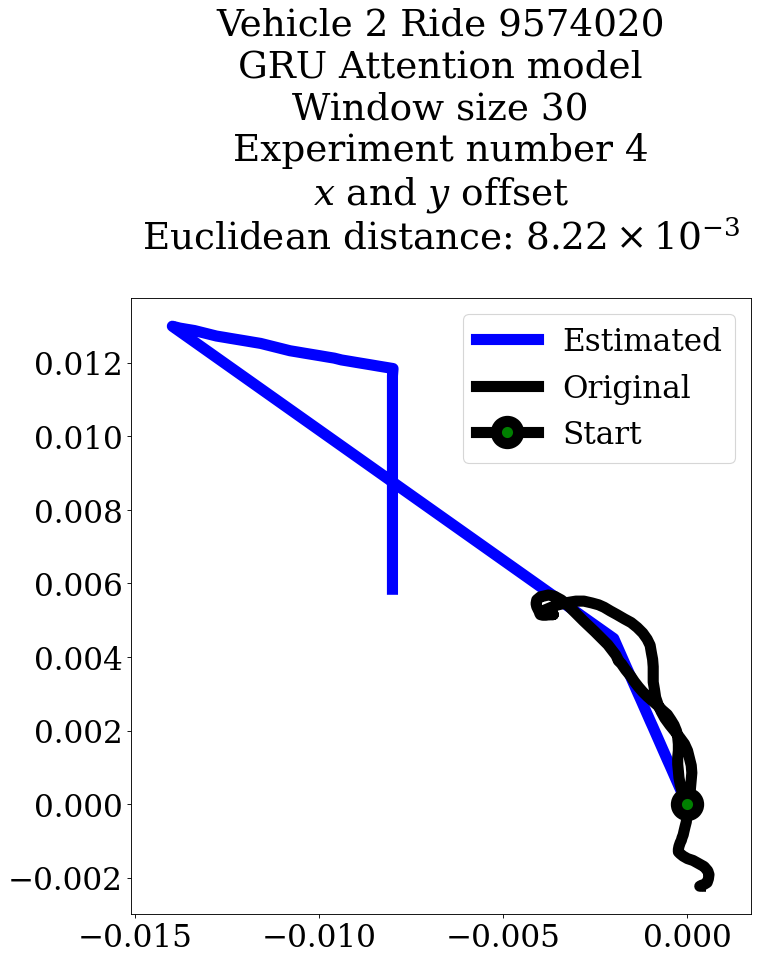 Vehicle 2 Ride 9574020
GRU Attention model
Window size 30
Experiment number 4
x and y offset
Euclidean distance: 8.22 × 10⁻³
Estimated
Original
Start
0.012
0.010
0.008
0.006
0.004
0.002
0.000
−0.002
−0.015 −0.010 −0.005 0.000